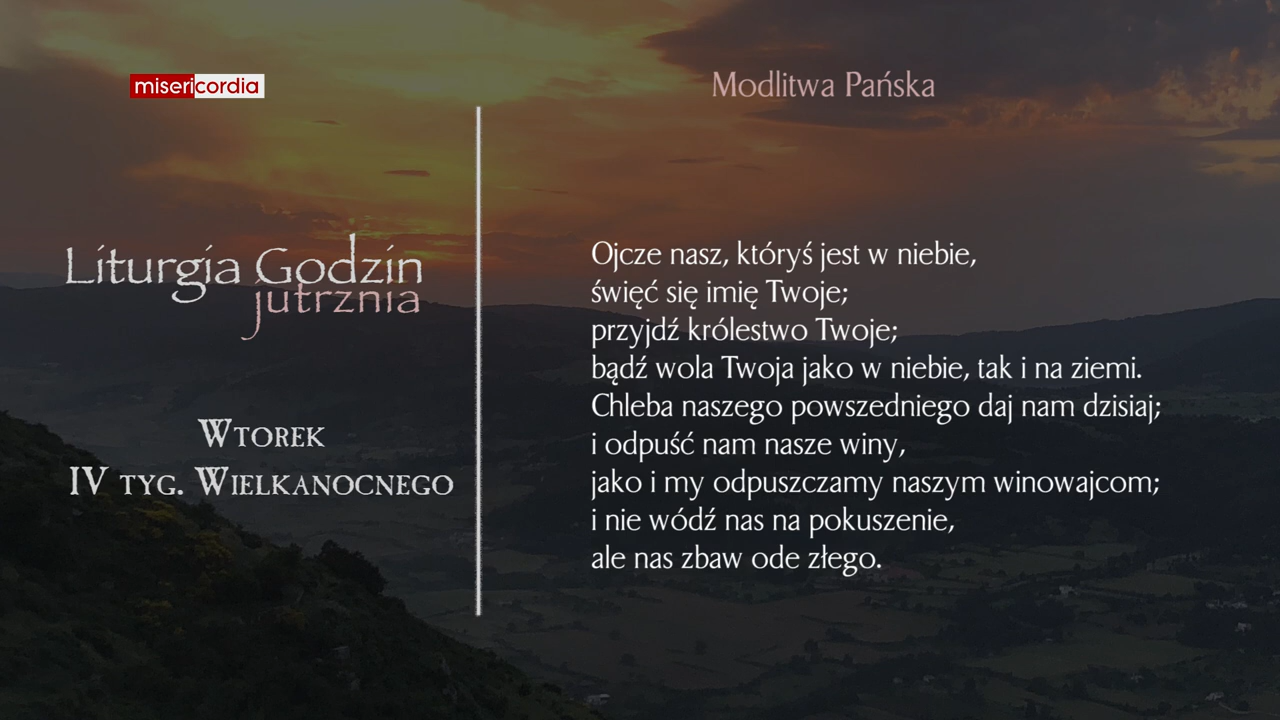 misericordia
Modlitwa Pańska
Liturgia Godzin
jutrznia
Wtorek
IV tyg. Wielkanocnego
Ojcze nasz, któryś jest w niebie,
święć się imię Twoje;
przyjdź królestwo Twoje;
bądź wola Twoja jako w niebie, tak i na ziemi.
Chleba naszego powszedniego daj nam dzisiaj;
i odpuść nam nasze winy,
jako i my odpuszczamy naszym winowajcom;
i nie wódź nas na pokuszenie,
ale nas zbaw ode złego.